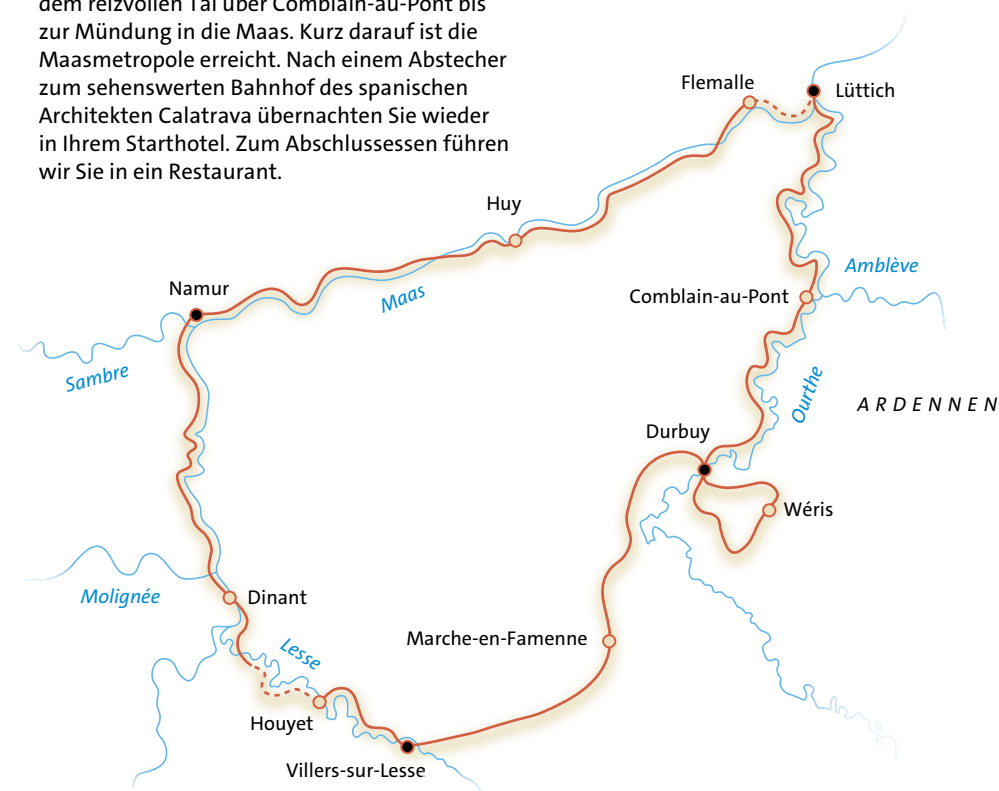 dem reizvollen Tal über Comblain-au-Pont bis
zur Mündung in die Maas. Kurz darauf ist die
Maasmetropole erreicht. Nach einem Abstecher
zum sehenswerten Bahnhof des spanischen
Architekten Calatrava übernachten Sie wieder
in Ihrem Starthotel. Zum Abschlussessen führen
wir Sie in ein Restaurant.
Flemalle
Lüttich
Huy
Amblève
Namur
Maas
Comblain-au-Pont
Sambre
Ourthe
ARDENNEN
Durbuy
Wéris
Molignée
Dinant
Marche-en-Famenne
Lesse
Houyet
Villers-sur-Lesse